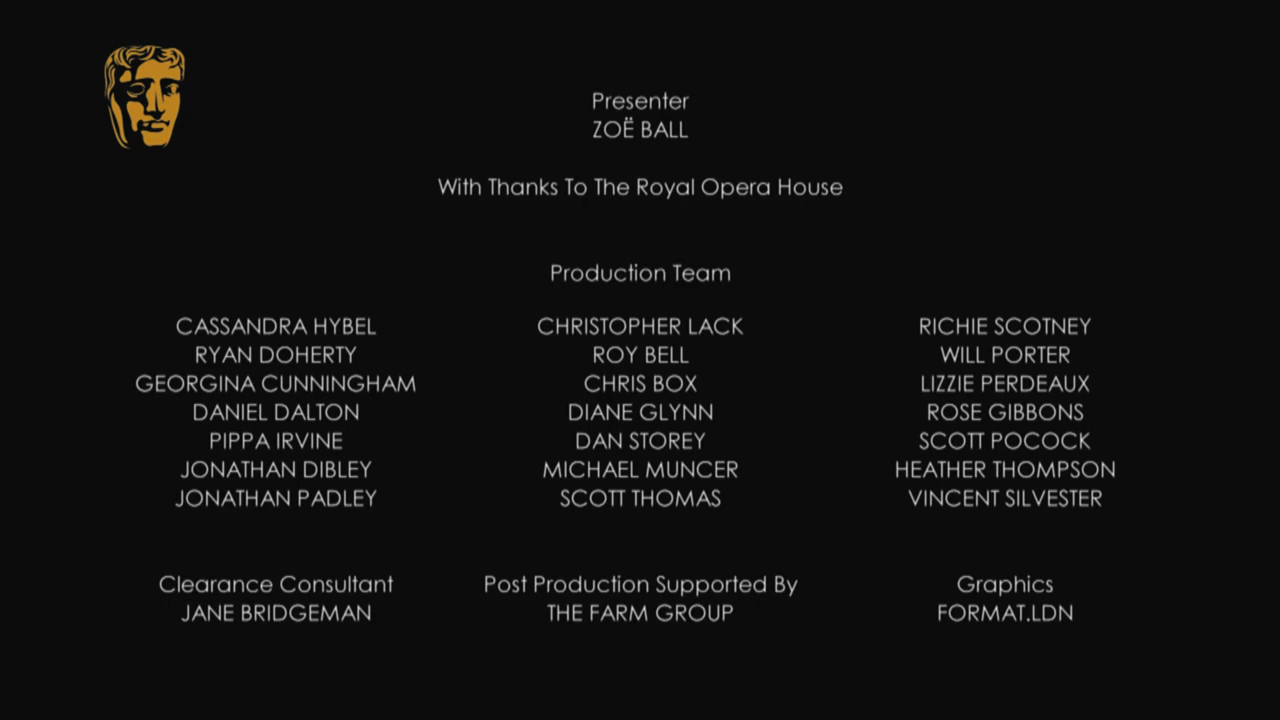 Presenter
ZOË BALL
With Thanks To The Royal Opera House
Production Team
CASSANDRA HYBEL
RYAN DOHERTY
GEORGINA CUNNINGHAM
DANIEL DALTON
PIPPA IRVINE
JONATHAN DIBLEY
JONATHAN PADLEY
CHRISTOPHER LACK
ROY BELL
CHRIS BOX
DIANE GLYNN
DAN STOREY
MICHAEL MUNCER
SCOTT THOMAS
RICHIE SCOTNEY
WILL PORTER
LIZZIE PERDEAUX
ROSE GIBBONS
SCOTT POCOCK
HEATHER THOMPSON
VINCENT SILVESTER
Clearance Consultant
JANE BRIDGEMAN
Post Production Supported By
THE FARM GROUP
Graphics
FORMAT.LDN